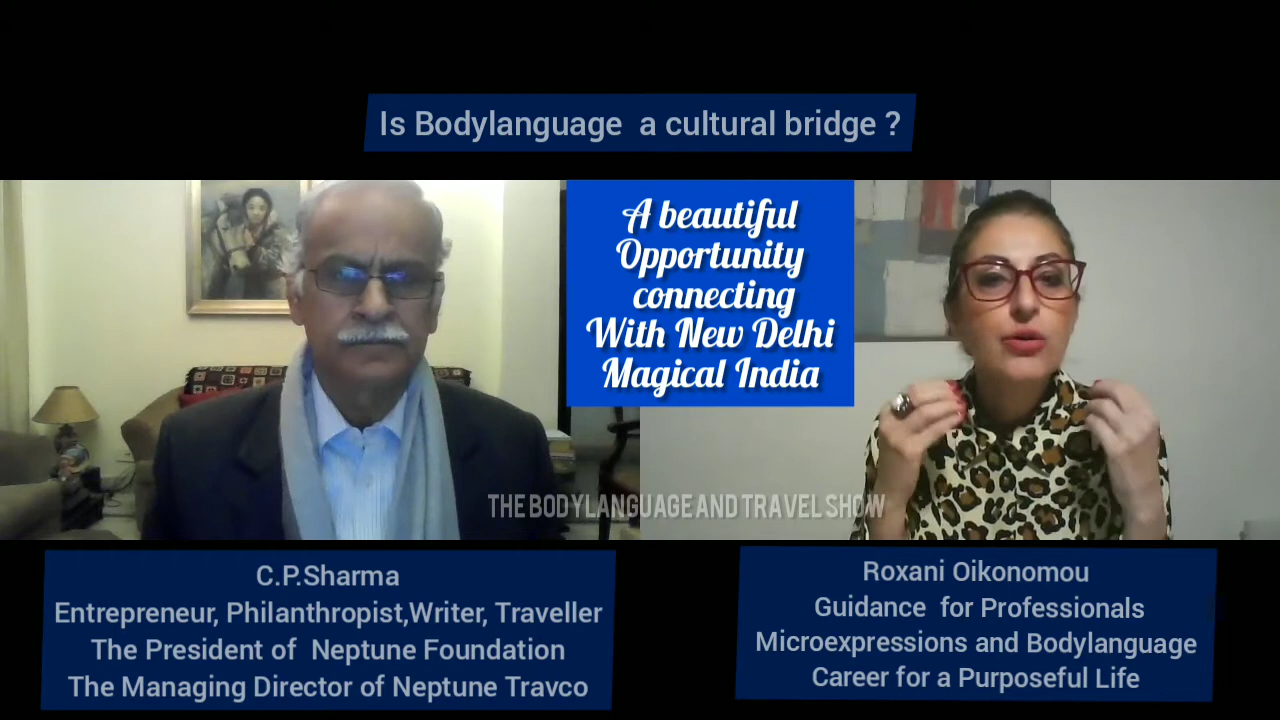 Is Bodylanguage a cultural bridge ?
A beautiful
Opportunity
connecting
With New Delhi
Magical India
THE BODYLANGUAGE AND TRAVEL SHOW
C.P.Sharma
Entrepreneur, Philanthropist,Writer, Traveller
The President of Neptune Foundation
The Managing Director of Neptune Travco
Roxani Oikonomou
Guidance for Professionals
Microexpressions and Bodylanguage
Career for a Purposeful Life